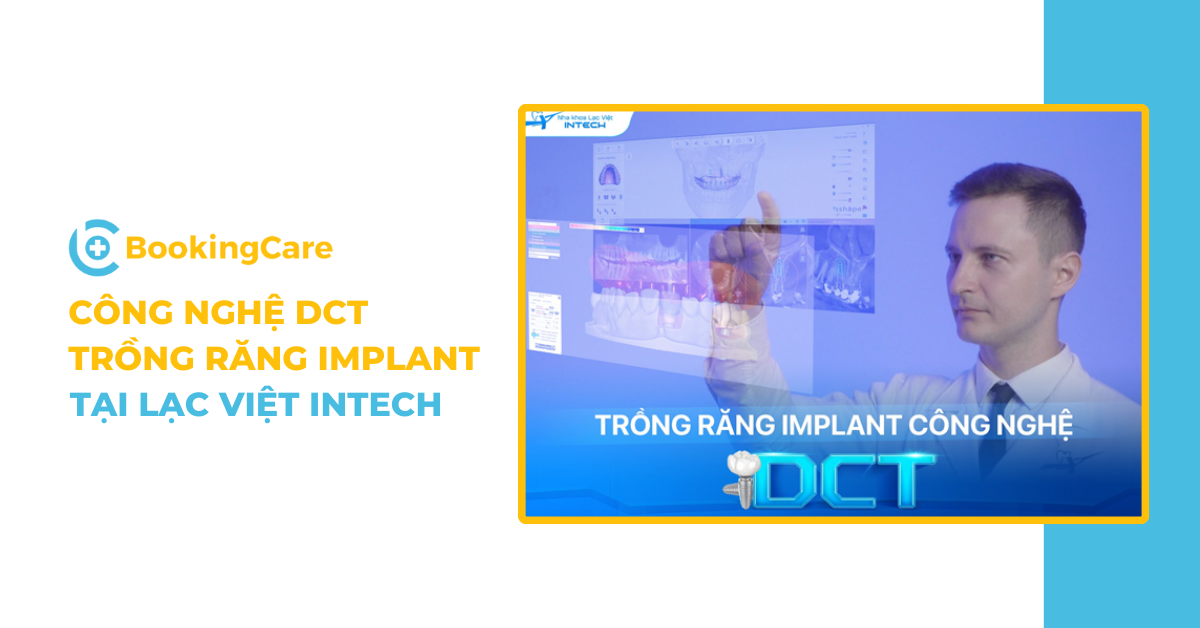 BookingCare
CÔNG NGHỆ DCT
TRỒNG RĂNG IMPLANT
TẠI LẠC VIỆT INTECH
Nha khoa Lạc Việt
INTECH
TRỒNG RĂNG IMPLANT CÔNG NGHỆ
DCT